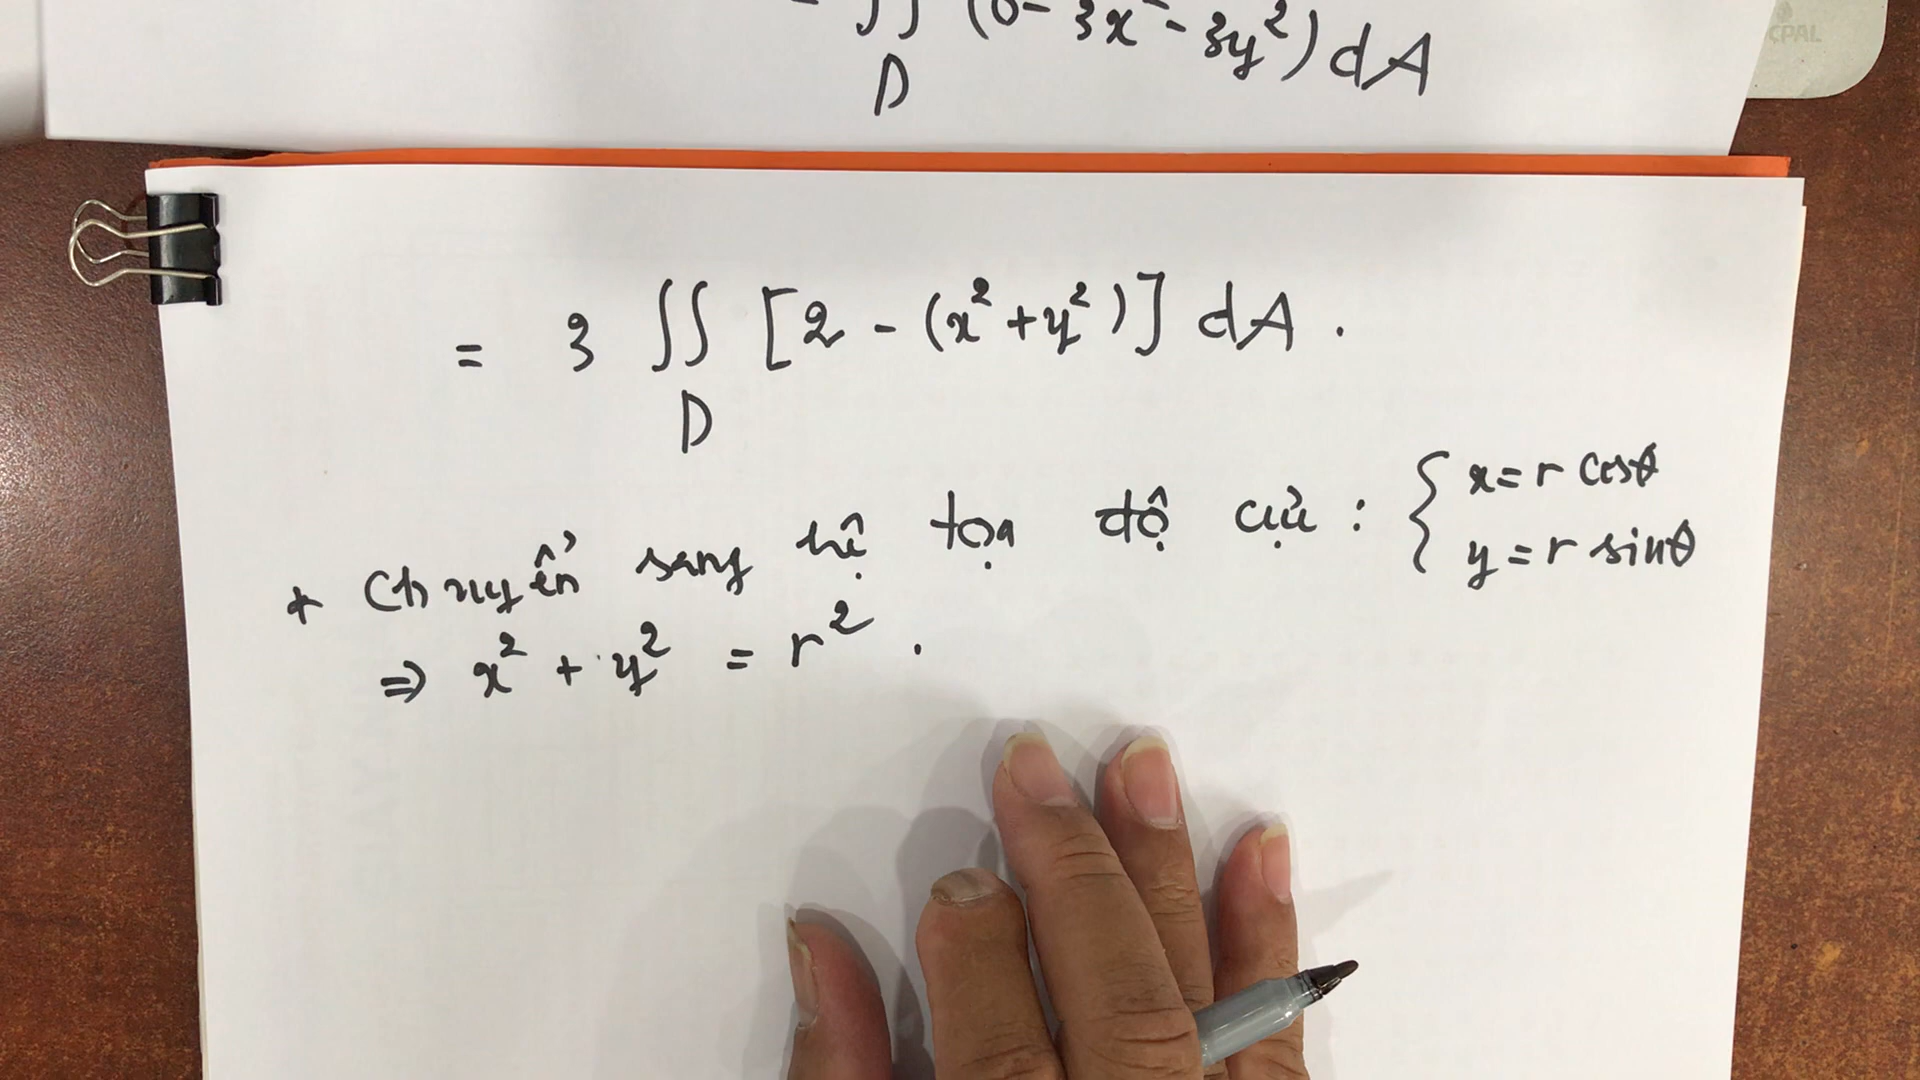 = ∬ (6 - 3x² - 3y²) dA
D
= 3 ∬ [2 - (x² + y²)] dA.
D
* Chuyển sang hệ tọa độ cực : { x = r cosθ
y = r sinθ
⇒ x² + y² = r².
CPAL